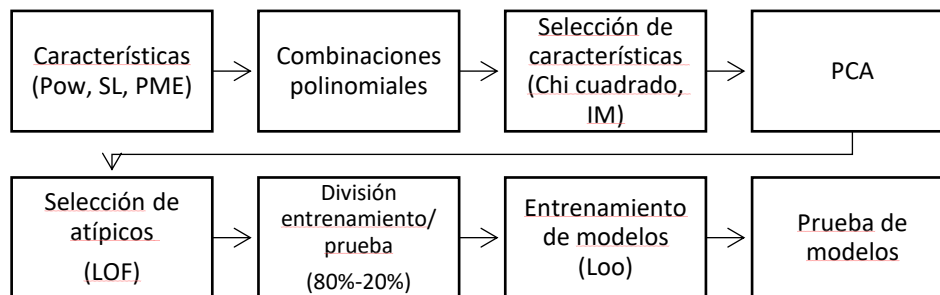 Características
(Pow, SL, PME)
Combinaciones
polinomiales
Selección de
características
(Chi cuadrado,
IM)
PCA
Selección de
atípicos
(LOF)
División
entrenamiento/
prueba
(80%-20%)
Entrenamiento
de modelos
(Loo)
Prueba de
modelos